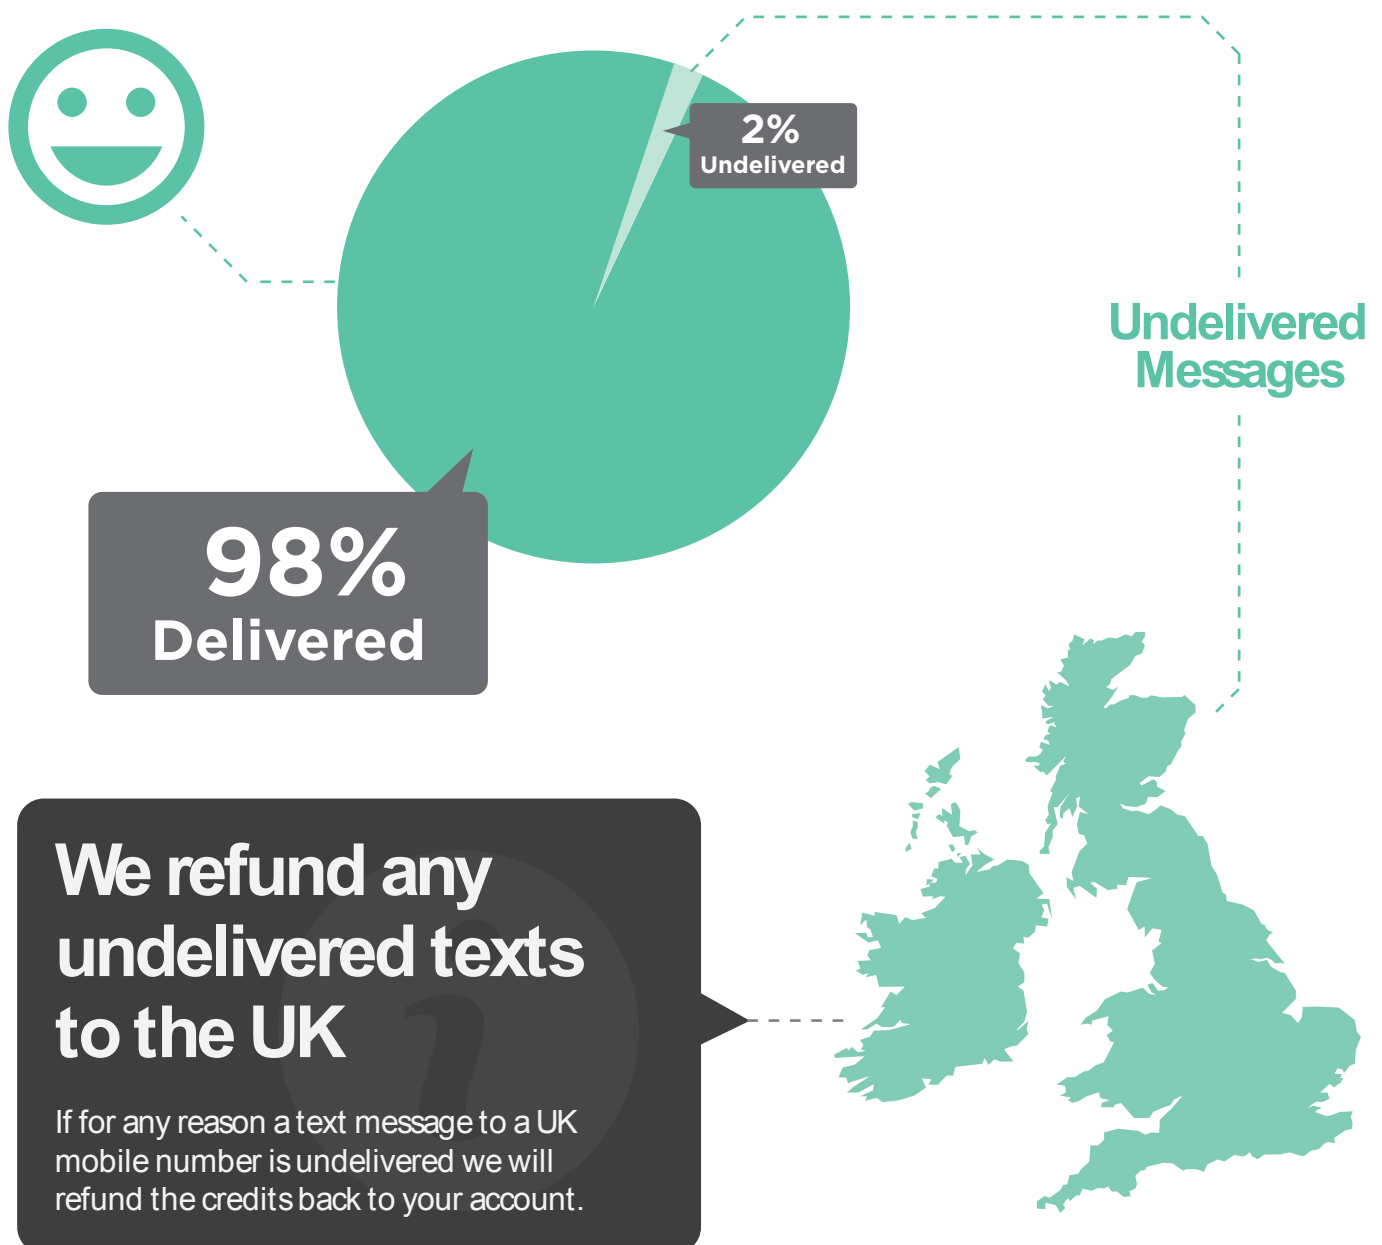 2%
Undelivered
Undelivered
Messages
98%
Delivered
We refund any
undelivered texts
to the UK
If for any reason a text message to a UK
mobile number is undelivered we will
refund the credits back to your account.